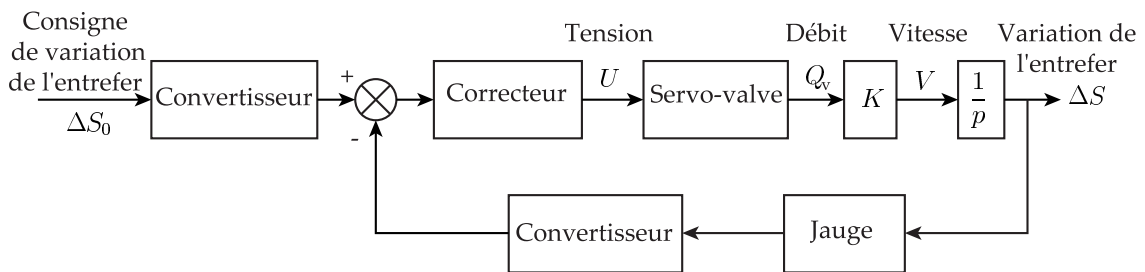 Consigne
de variation
de l'entrefer
ΔS₀
Convertisseur
+
-
Correcteur
Tension
U
Servo-valve
Débit
Qᵥ
K
Vitesse
V
1
p
Variation de
l'entrefer
ΔS
Convertisseur
Jauge